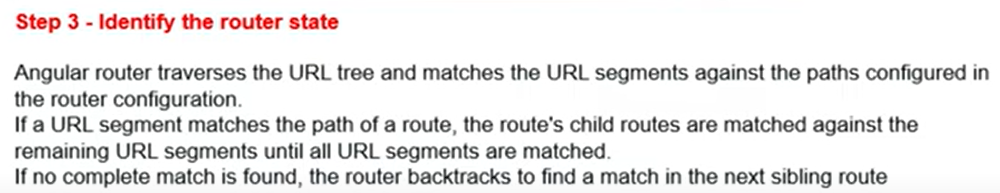 Step 3 - Identify the router state
Angular router traverses the URL tree and matches the URL segments against the paths configured in
the router configuration.
If a URL segment matches the path of a route, the route's child routes are matched against the
remaining URL segments until all URL segments are matched.
If no complete match is found, the router backtracks to find a match in the next sibling route